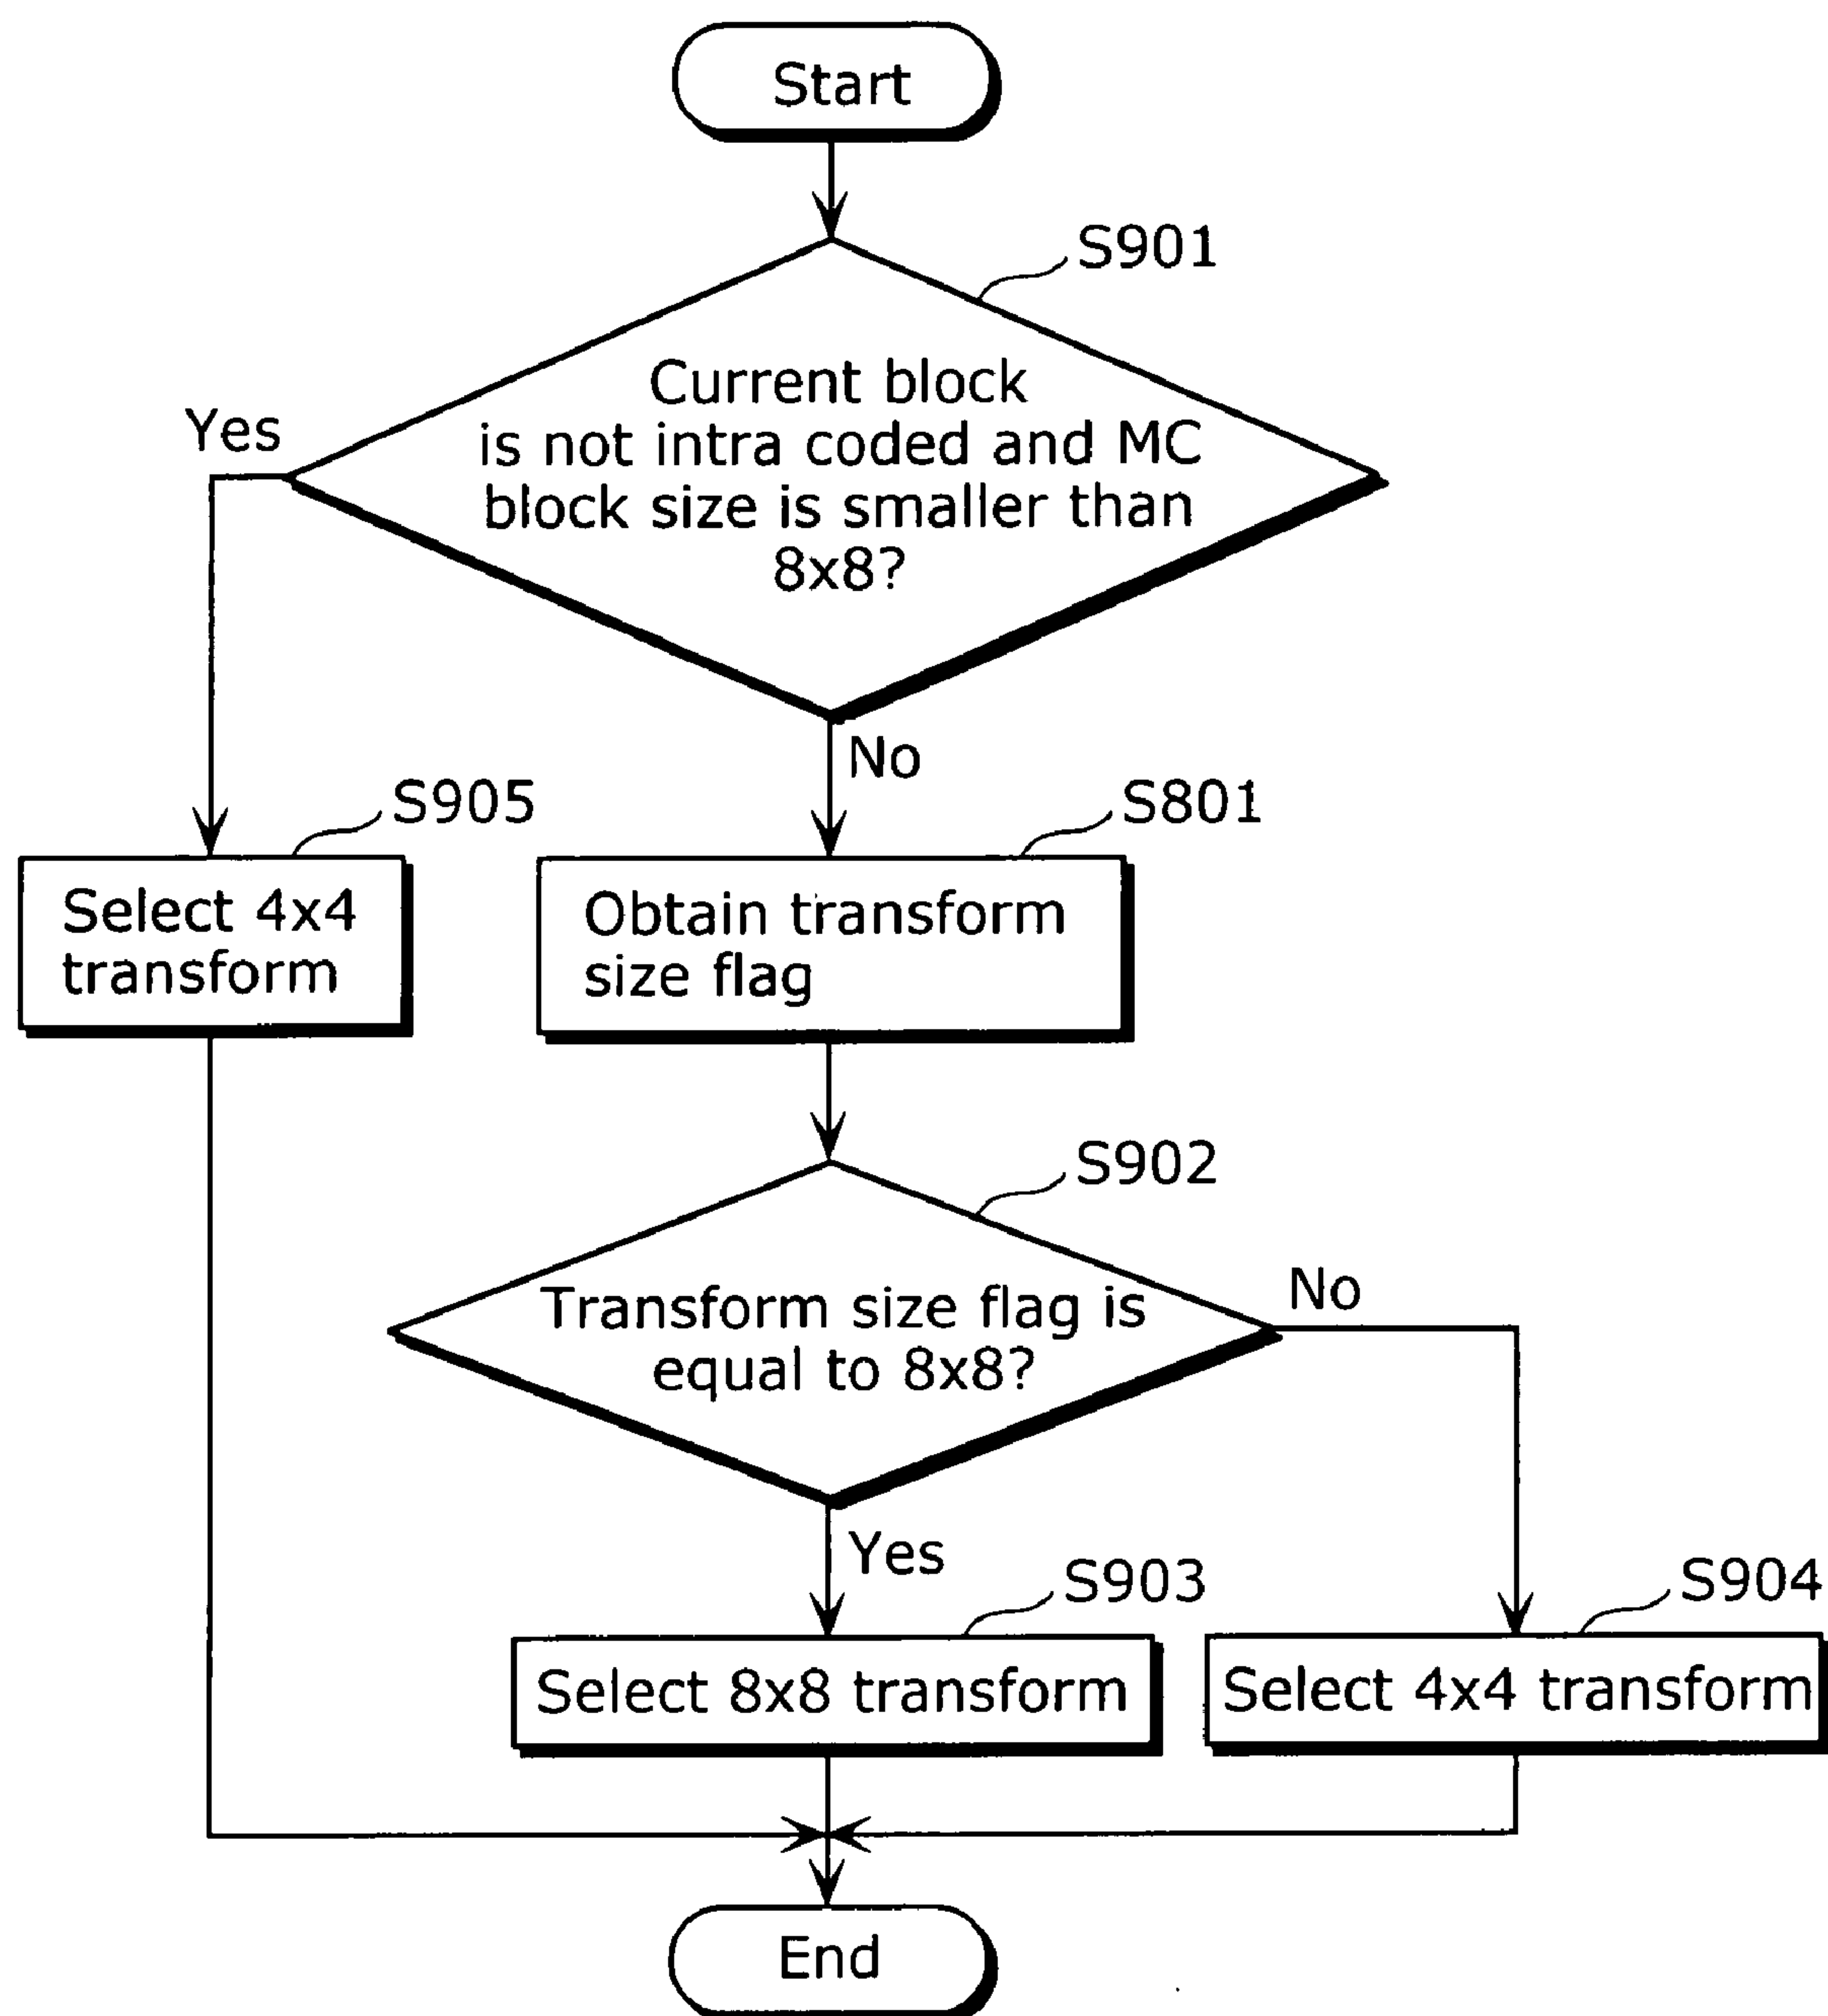 Start
S901
Current block
is not intra coded and MC
block size is smaller than
8x8?
Yes
No
S905
S801
Select 4x4
transform
Obtain transform
size flag
S902
Transform size flag is
equal to 8x8?
No
Yes
S903
S904
Select 8x8 transform
Select 4x4 transform
End